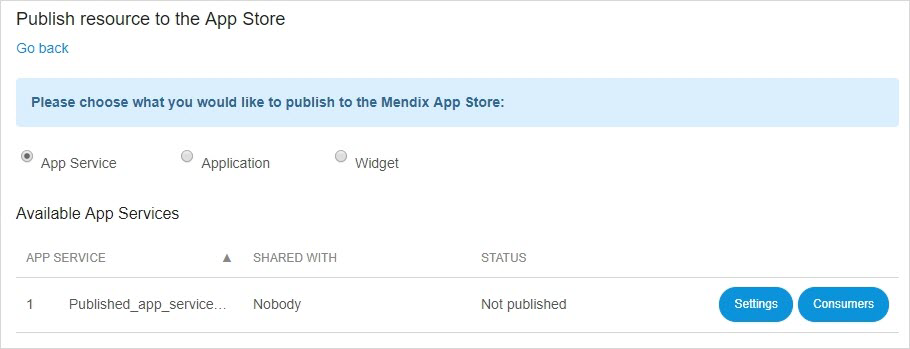 Publish resource to the App Store
Go back
Please choose what you would like to publish to the Mendix App Store:
App Service Application Widget
Available App Services
APP SERVICE ▲ SHARED WITH STATUS
1 Published_app_service... Nobody Not published Settings Consumers